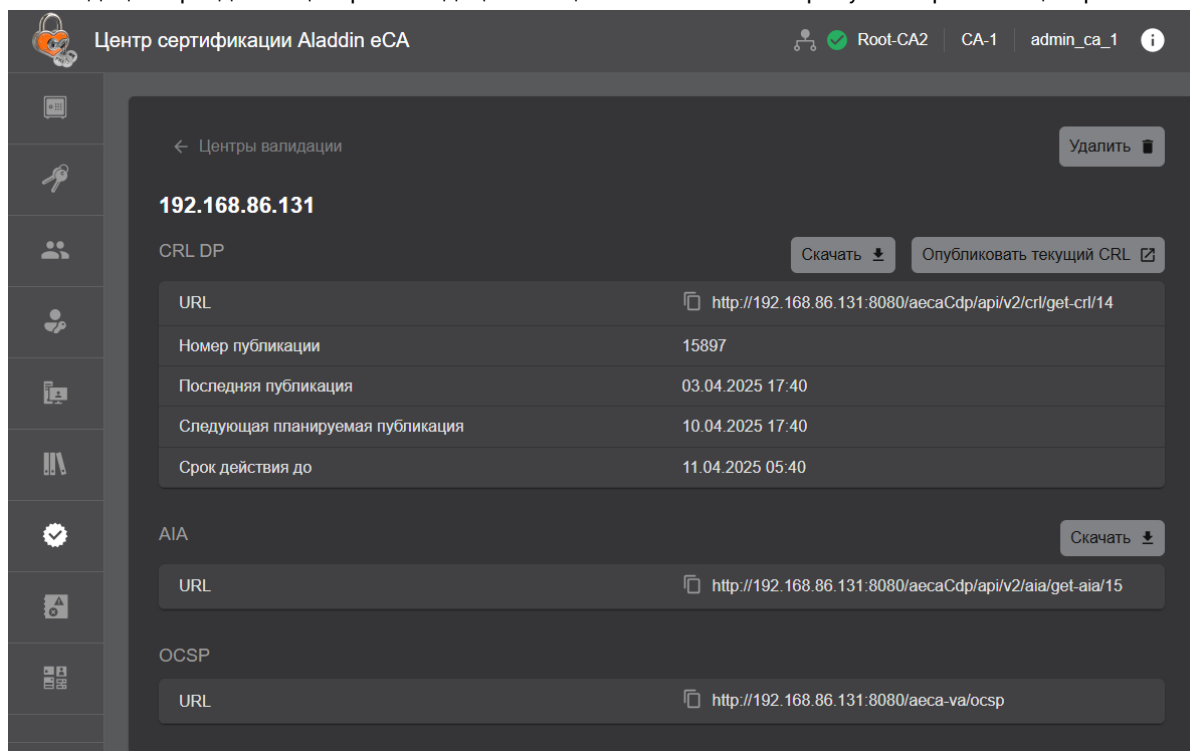 Центр сертификации Aladdin eCA
Root-CA2 CA-1 admin_ca_1
← Центры валидации
Удалить
192.168.86.131
CRL DP
Скачать
Опубликовать текущий CRL
URL http://192.168.86.131:8080/aecaCdp/api/v2/crl/get-crl/14
Номер публикации 15897
Последняя публикация 03.04.2025 17:40
Следующая планируемая публикация 10.04.2025 17:40
Срок действия до 11.04.2025 05:40
AIA
Скачать
URL http://192.168.86.131:8080/aecaCdp/api/v2/aia/get-aia/15
OCSP
URL http://192.168.86.131:8080/aeca-va/ocsp